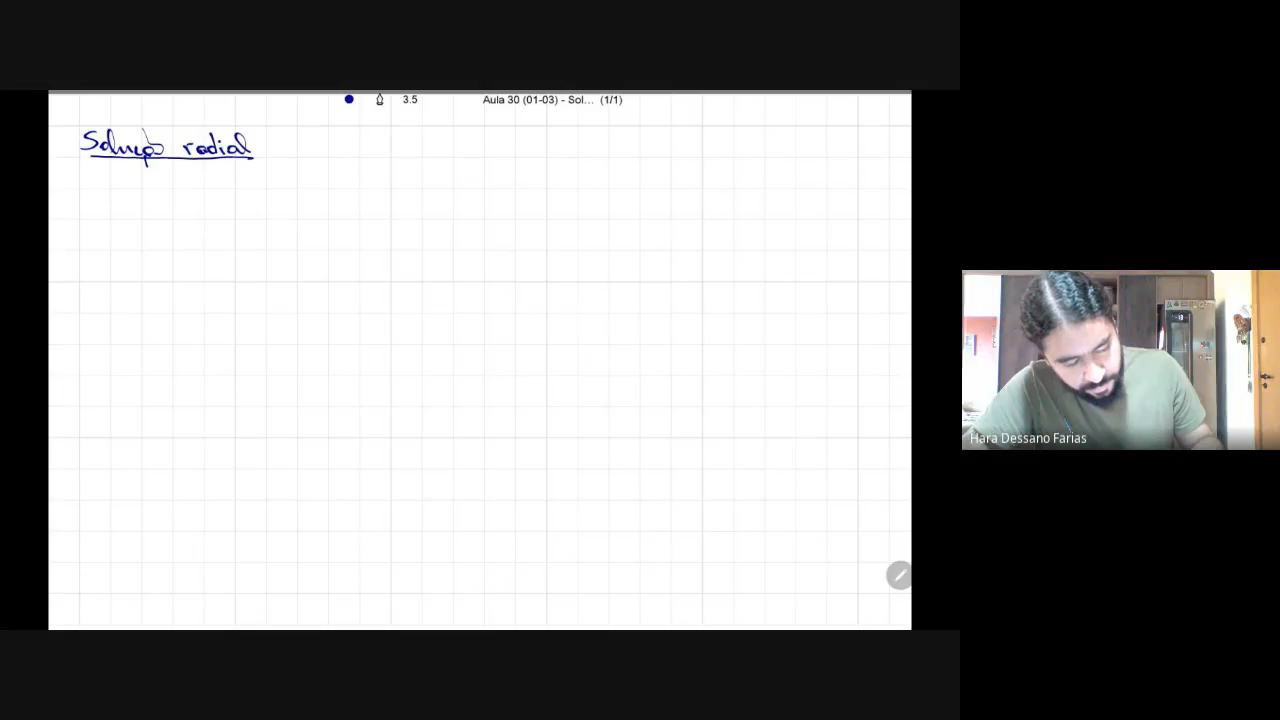 3.5 Aula 30 (01-03) - Sol... (1/1)
Solução radial
Hara Dessano Farias